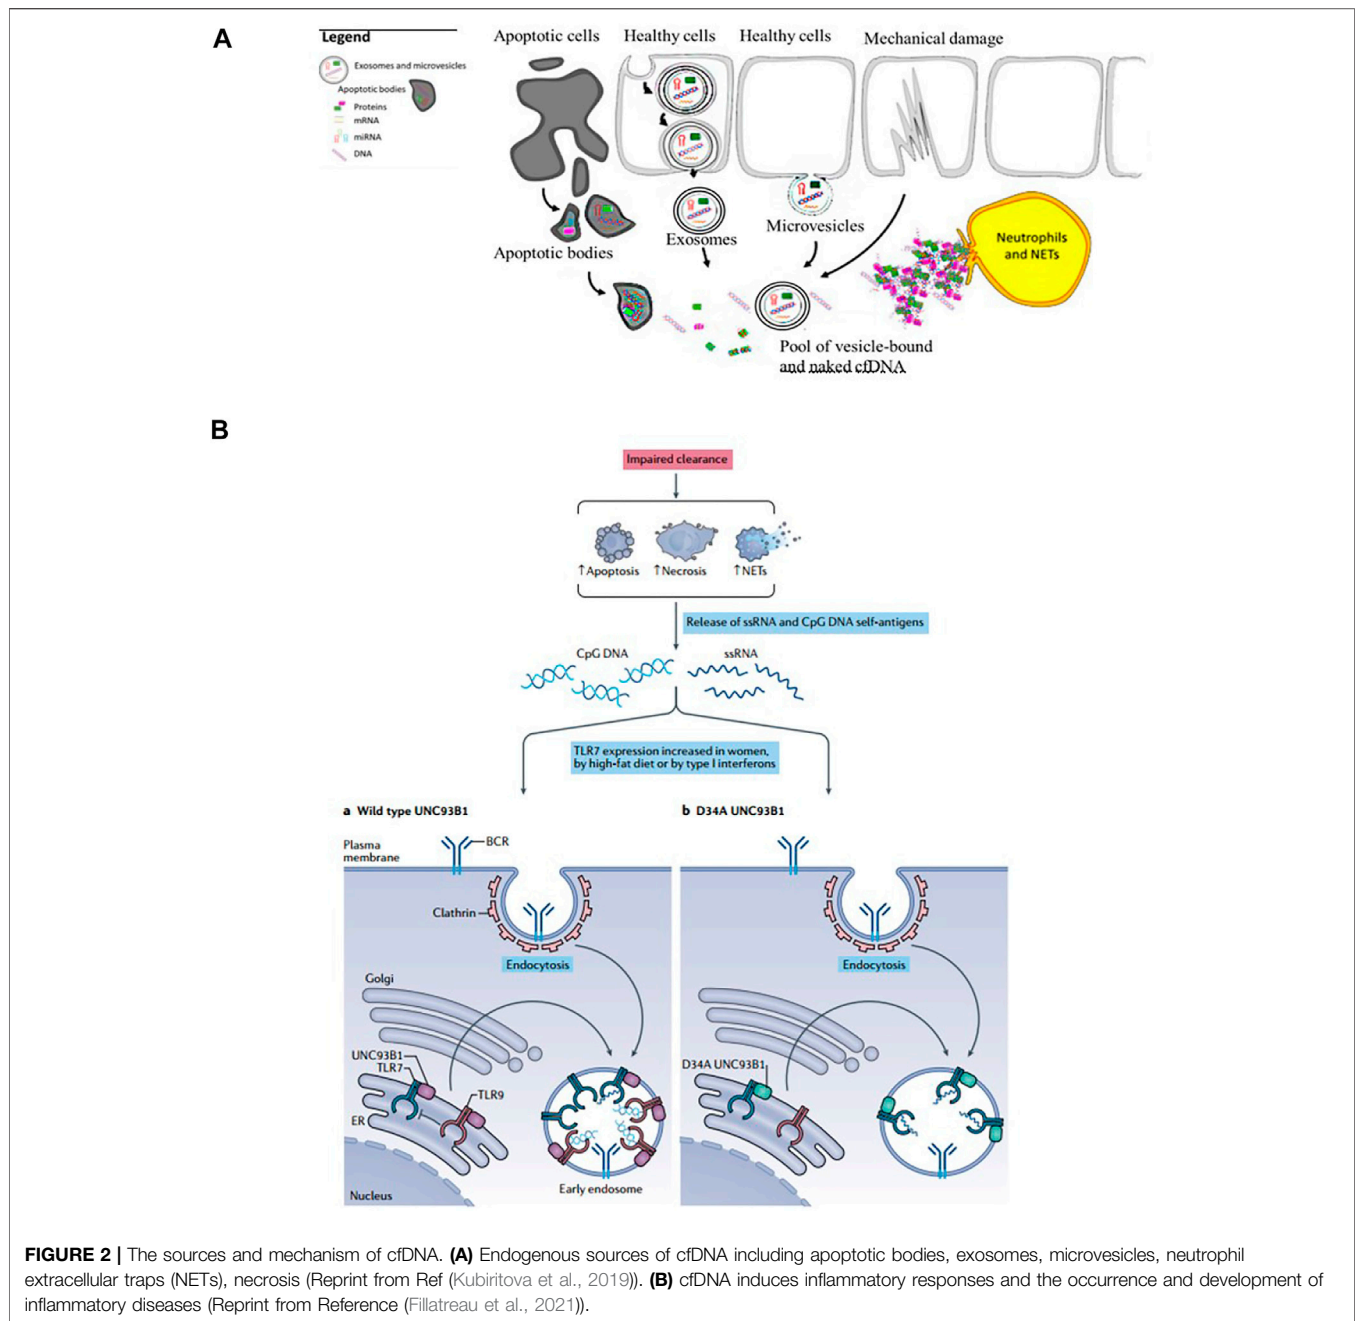 A
Legend
Exosomes and microvesicles
Apoptotic bodies
Proteins
mRNA
miRNA
DNA
Apoptotic cells
Healthy cells
Healthy cells
Mechanical damage
Apoptotic bodies
Exosomes
Microvesicles
Neutrophils
and NETs
Pool of vesicle-bound
and naked cfDNA
B
Impaired clearance
↑Apoptosis
↑Necrosis
↑NETs
Release of ssRNA and CpG DNA self-antigens
CpG DNA
ssRNA
TLR7 expression increased in women,
by high-fat diet or by type I interferons
a Wild type UNC93B1
Plasma
membrane
BCR
Clathrin
Endocytosis
Golgi
UNC93B1
TLR7
TLR9
ER
Nucleus
Early endosome
b D34A UNC93B1
Endocytosis
D34A UNC93B1
FIGURE 2 | The sources and mechanism of cfDNA. (A) Endogenous sources of cfDNA including apoptotic bodies, exosomes, microvesicles, neutrophil
extracellular traps (NETs), necrosis (Reprint from Ref (Kubiritova et al., 2019)). (B) cfDNA induces inflammatory responses and the occurrence and development of
inflammatory diseases (Reprint from Reference (Fillatreau et al., 2021)).